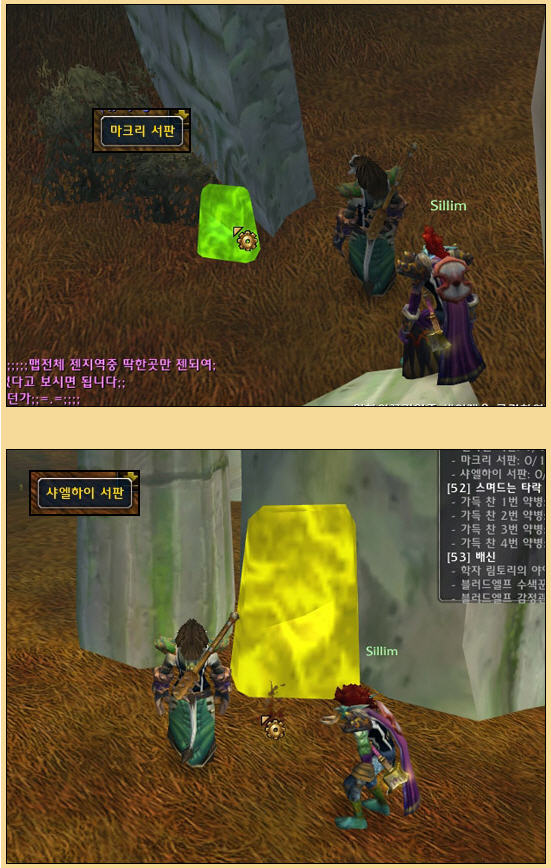 마크리 서판
Sillim
;;;;;맵전체 젠지역중 딱한곳만 젠되여;
다고 보시면 됩니다;;
던가;;=.=;;;;
샤엘하이 서판
- 마크리 서판: 0/1
- 샤엘하이 서판: 0/
[52] 스며드는 타락
- 가득 찬 1번 약병:
- 가득 찬 2번 약병:
- 가득 찬 3번 약병:
- 가득 찬 4번 약병:
[53] 배신
- 학자 림토리의 야
- 블러드엘프 수색꾼
- 블러드엘프 감정관
Sillim